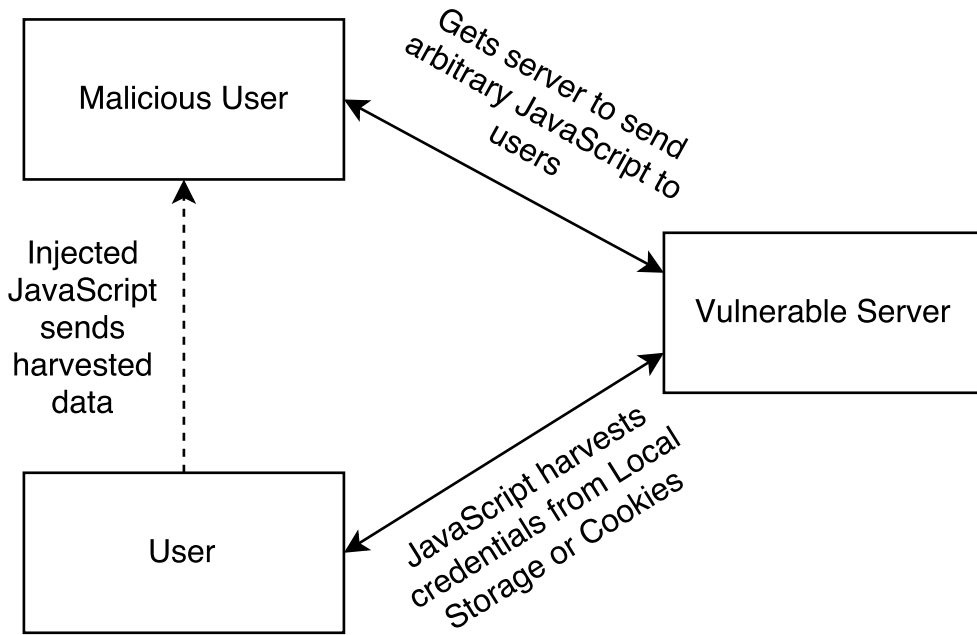 Malicious User
Gets server to send
arbitrary JavaScript to
users
Injected
JavaScript
sends
harvested
data
Vulnerable Server
User
JavaScript harvests
credentials from Local
Storage or Cookies